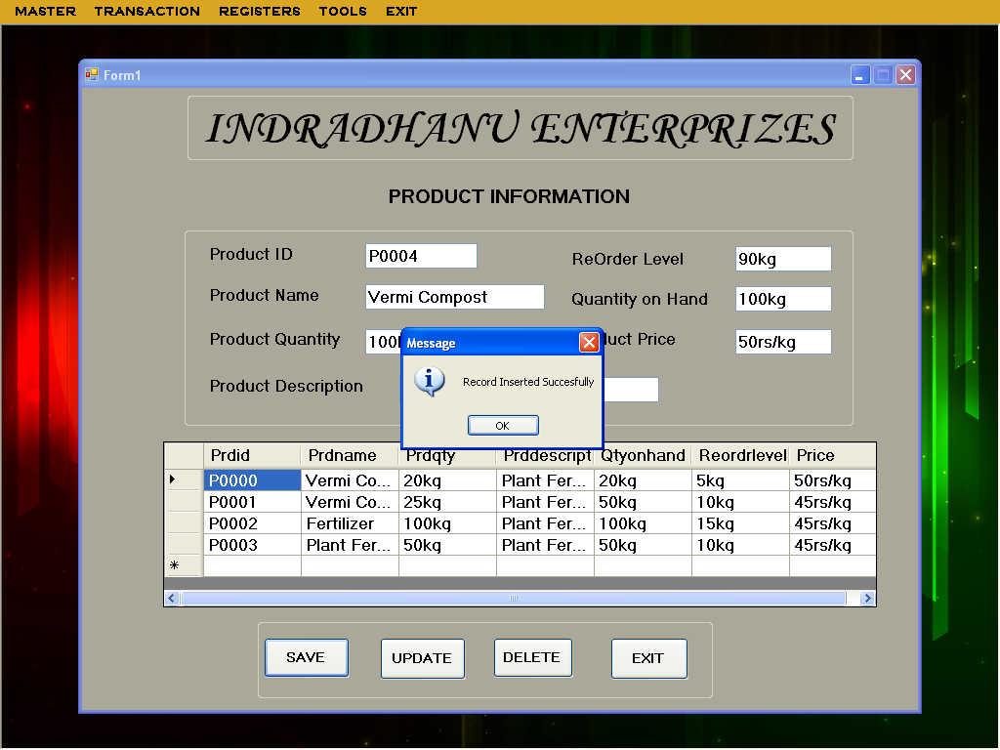 MASTER TRANSACTION REGISTERS TOOLS EXIT
Form1
INDRADHANU ENTERPRIZES
PRODUCT INFORMATION
Product ID P0004 ReOrder Level 90kg
Product Name Vermi Compost Quantity on Hand 100kg
Product Quantity Price 50rs/kg
Product Description
Message
Record Inserted Succesfully
OK
Prdid Prdname Prdqty Prddescript Qtyonhand Reordrlevel Price
P0000 Vermi Co... 20kg Plant Fer... 20kg 5kg 50rs/kg
P0001 Vermi Co... 25kg Plant Fer... 50kg 10kg 45rs/kg
P0002 Fertilizer 100kg Plant Fer... 100kg 15kg 45rs/kg
P0003 Plant Fer... 50kg Plant Fer... 50kg 10kg 45rs/kg
*
SAVE UPDATE DELETE EXIT